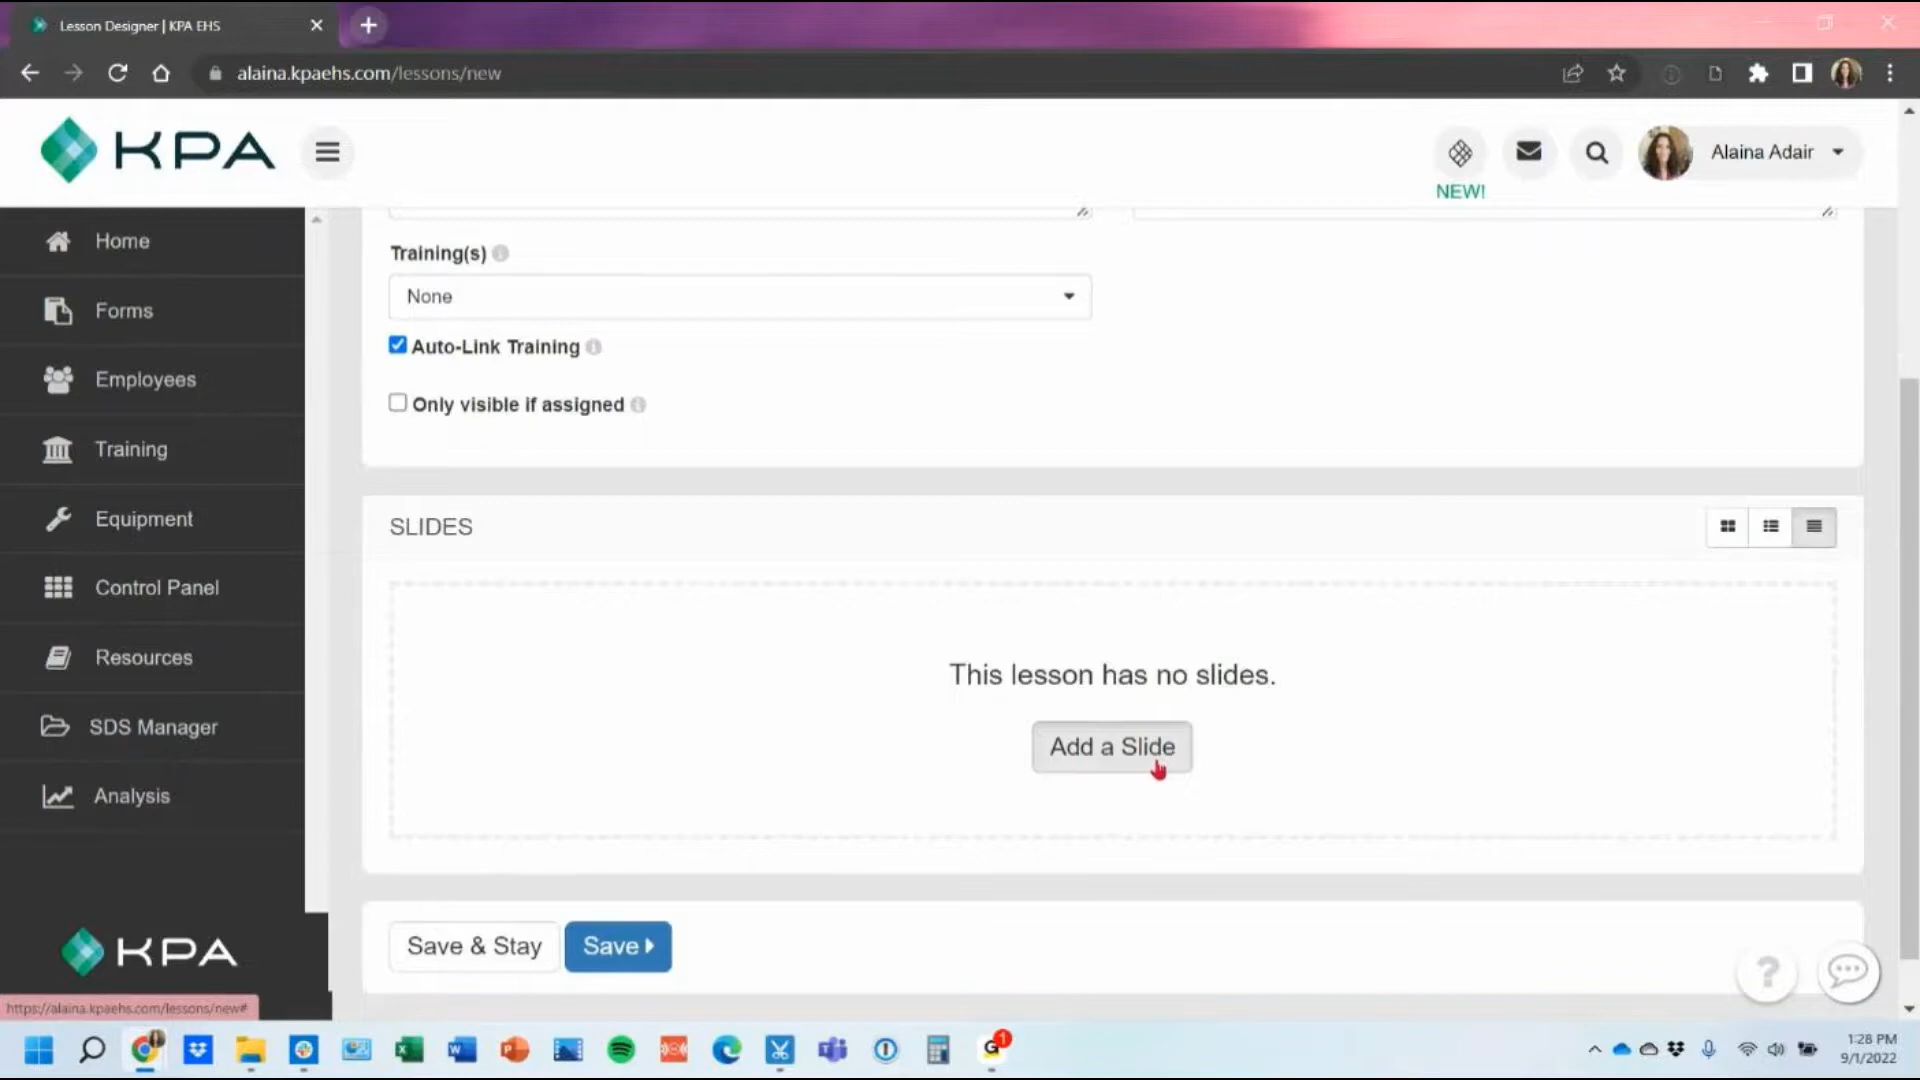 Lesson Designer | KPA EHS
alaina.kpaehs.com/lessons/new
KPA
NEW!
Alaina Adair
Home
Forms
Employees
Training
Equipment
Control Panel
Resources
SDS Manager
Analysis
KPA
Training(s)
None
Auto-Link Training
Only visible if assigned
SLIDES
This lesson has no slides.
Add a Slide
Save & Stay
Save
?
https://alaina.kpaehs.com/lessons/new#
1
1:28 PM
9/1/2022